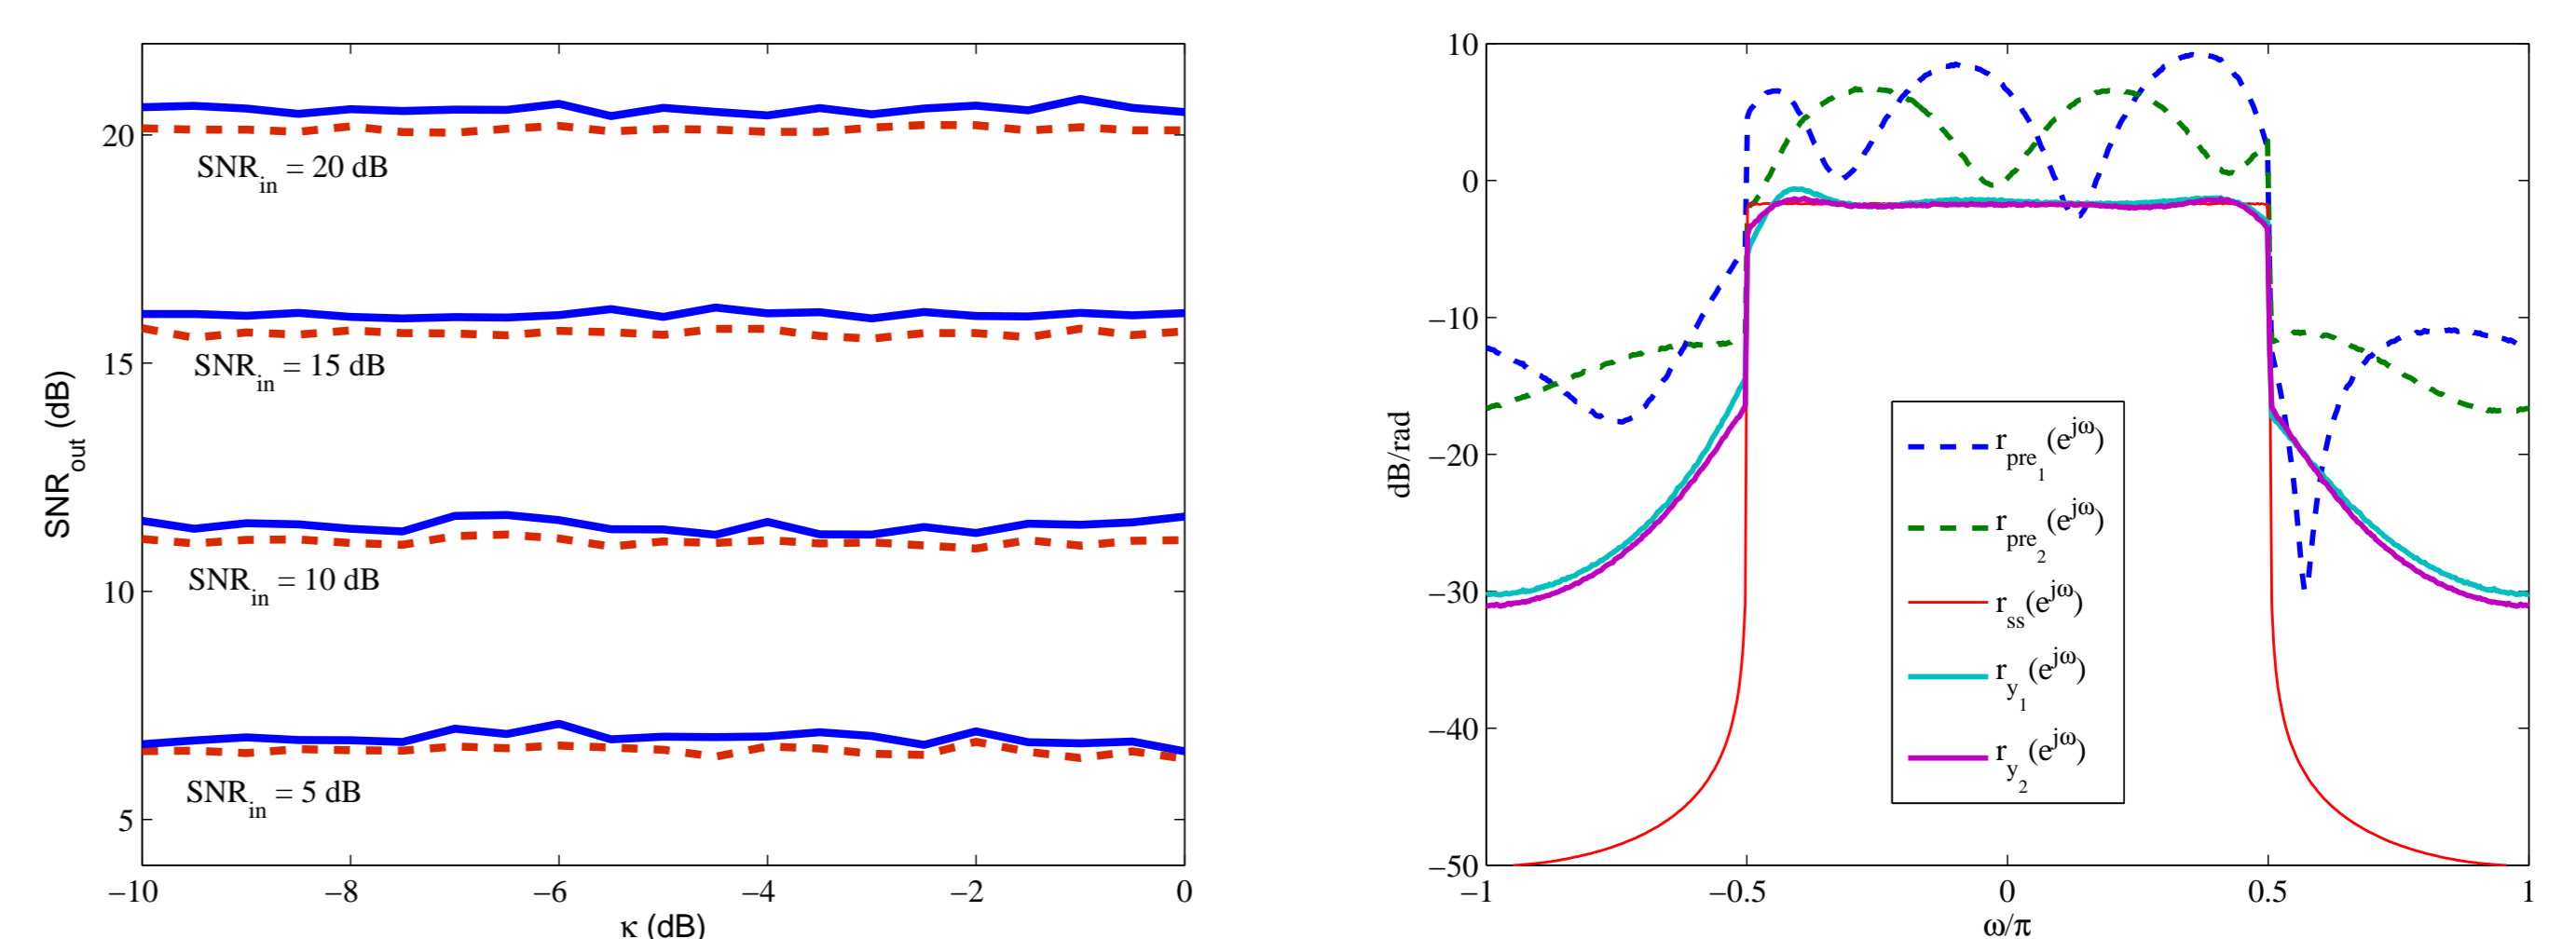 20
15
10
5
SNR_out (dB)
SNR_in = 20 dB
SNR_in = 15 dB
SNR_in = 10 dB
SNR_in = 5 dB
−10 −8 −6 −4 −2 0
κ (dB)
10
0
−10
−20
−30
−40
−50
dB/rad
r_pre_1 (e^jω)
r_pre_2 (e^jω)
r_ss(e^jω)
r_y_1 (e^jω)
r_y_2 (e^jω)
−1 −0.5 0 0.5 1
ω/π